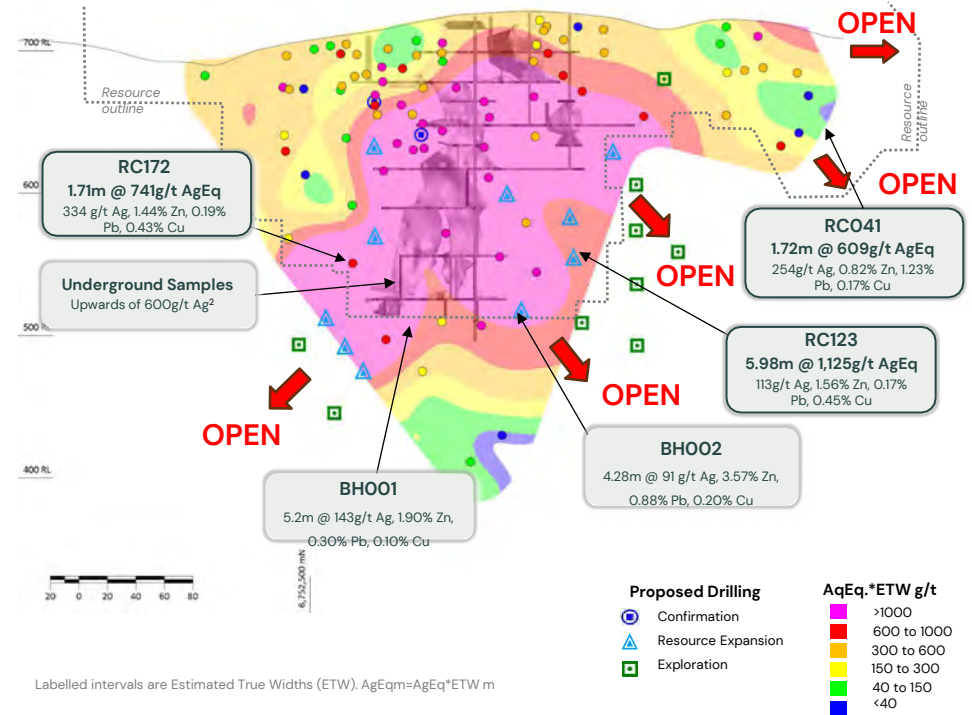 OPEN
700 RL
Resource
outline
Resource
outline
RC172
1.71m @ 741g/t AgEq
334 g/t Ag, 1.44% Zn, 0.19%
Pb, 0.43% Cu
600
OPEN
RC041
1.72m @ 609g/t AgEq
254g/t Ag, 0.82% Zn, 1.23%
Pb, 0.17% Cu
Underground Samples
Upwards of 600g/t Ag²
OPEN
500 RL
RC123
5.98m @ 1,125g/t AgEq
113g/t Ag, 1.56% Zn, 0.17%
Pb, 0.45% Cu
OPEN
OPEN
BH002
4.28m @ 91 g/t Ag, 3.57% Zn,
0.88% Pb, 0.20% Cu
400 RL
BH001
5.2m @ 143g/t Ag, 1.90% Zn,
0.30% Pb, 0.10% Cu
6,752,500 mN
20 0 20 40 60 80
Proposed Drilling
Confirmation
Resource Expansion
Exploration
AqEq.*ETW g/t
>1000
600 to 1000
300 to 600
150 to 300
40 to 150
<40
Labelled intervals are Estimated True Widths (ETW). AgEqm=AgEq*ETW m